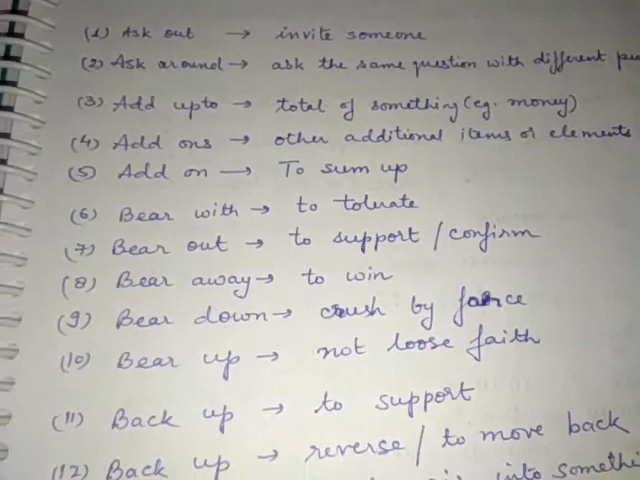 (1) Ask out → invite someone
(2) Ask around → ask the same question with different
(3) Add upto → total of something (eg. money)
(4) Add ons → other additional items or elements
(5) Add on → To sum up
(6) Bear with → to tolerate
(7) Bear out → to support / confirm
(8) Bear away → to win
(9) Bear down → crush by force
(10) Bear up → not loose faith
(11) Back up → to support
(12) Back up → reverse / to move back
into somethi